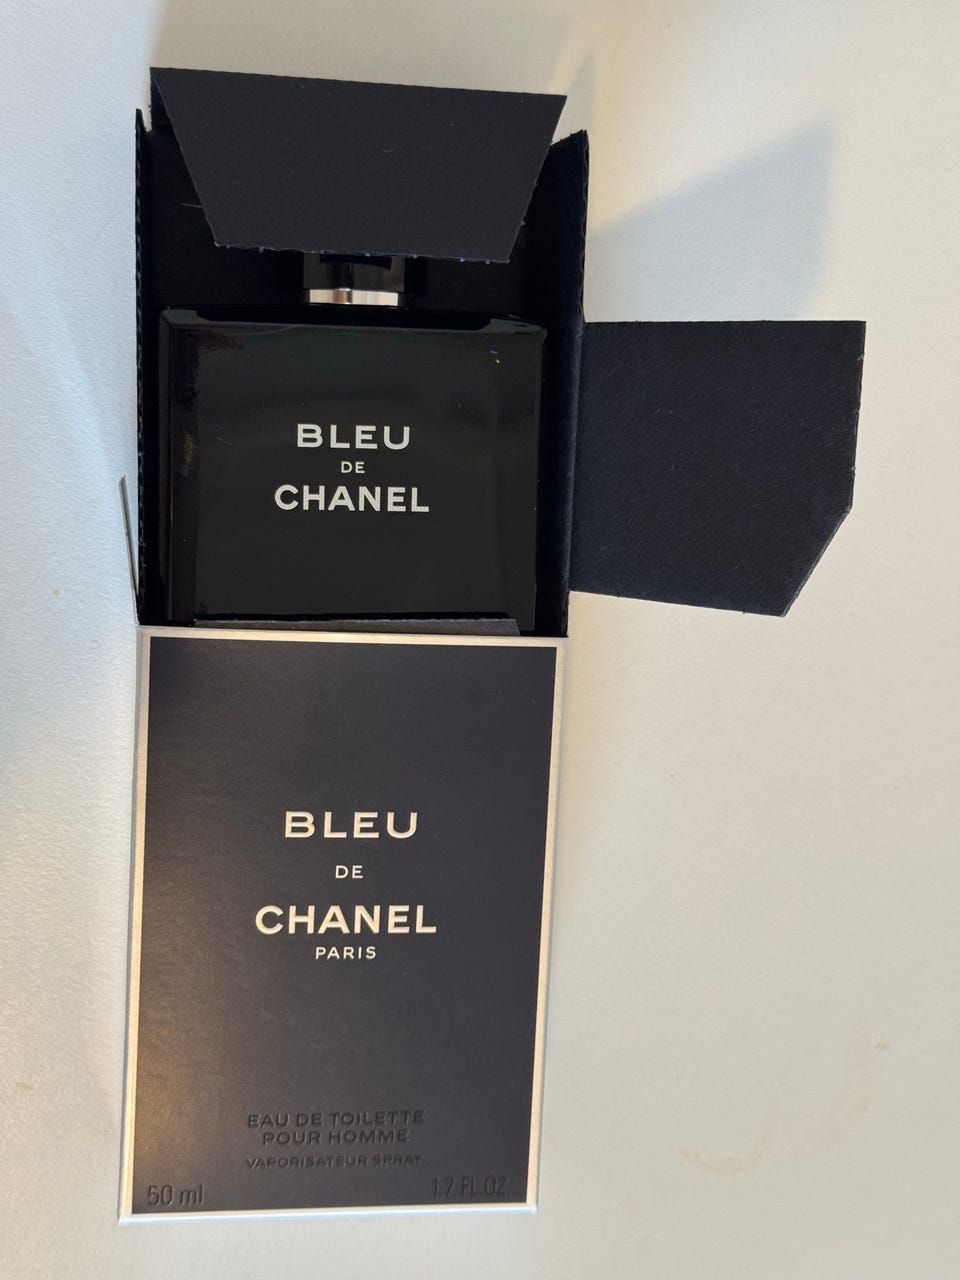 BLEU
DE
CHANEL
BLEU
DE
CHANEL
PARIS
EAU DE TOILETTE
POUR HOMME
VAPORISATEUR SPRAY
50 ml 1.7 FL.OZ.